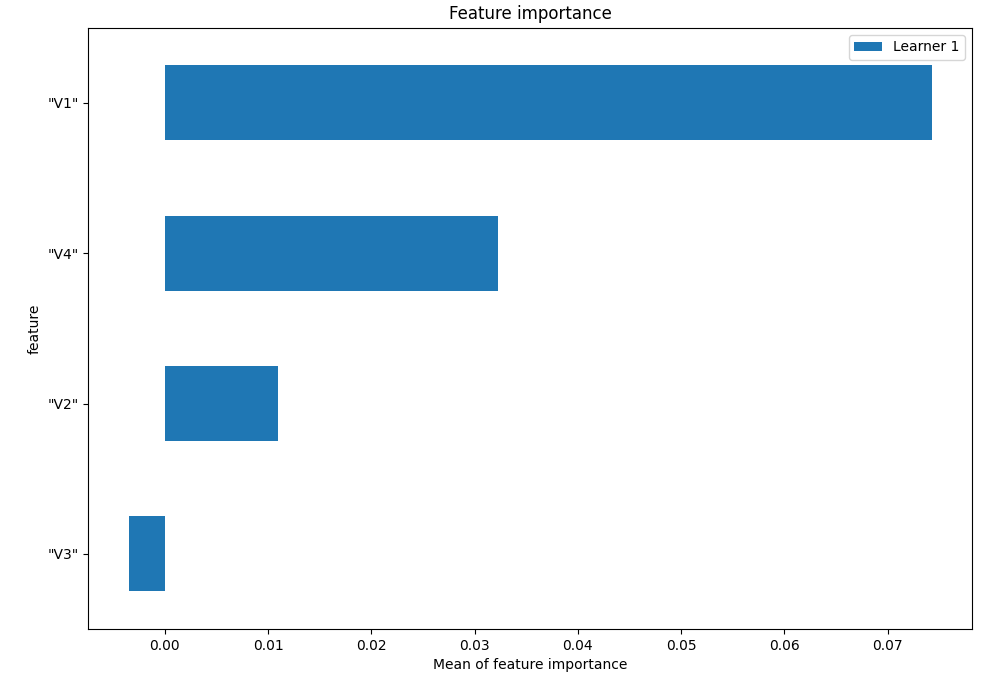 Feature importance
Learner 1
"V1"
"V4"
"V2"
"V3"
feature
0.00 0.01 0.02 0.03 0.04 0.05 0.06 0.07
Mean of feature importance